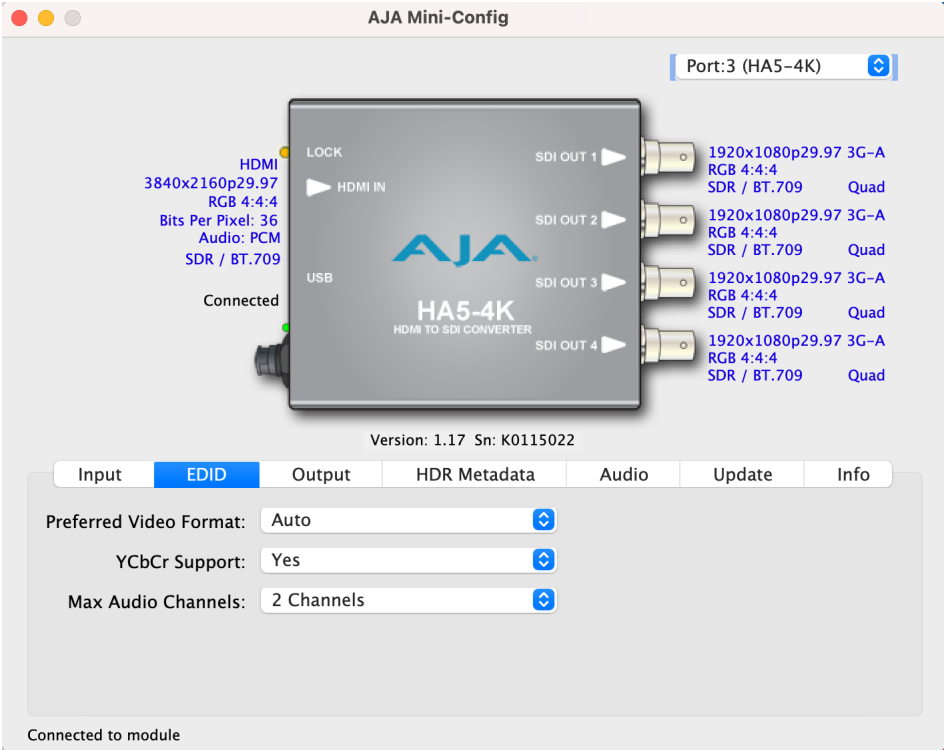 AJA Mini-Config
Port:3 (HA5-4K)
HDMI
3840x2160p29.97
RGB 4:4:4
Bits Per Pixel: 36
Audio: PCM
SDR / BT.709
Connected
LOCK
HDMI IN
USB
AJA
HA5-4K
HDMI TO SDI CONVERTER
SDI OUT 1
SDI OUT 2
SDI OUT 3
SDI OUT 4
1920x1080p29.97 3G-A
RGB 4:4:4
SDR / BT.709 Quad
1920x1080p29.97 3G-A
RGB 4:4:4
SDR / BT.709 Quad
1920x1080p29.97 3G-A
RGB 4:4:4
SDR / BT.709 Quad
1920x1080p29.97 3G-A
RGB 4:4:4
SDR / BT.709 Quad
Version: 1.17 Sn: K0115022
Input EDID Output HDR Metadata Audio Update Info
Preferred Video Format: Auto
YCbCr Support: Yes
Max Audio Channels: 2 Channels
Connected to module